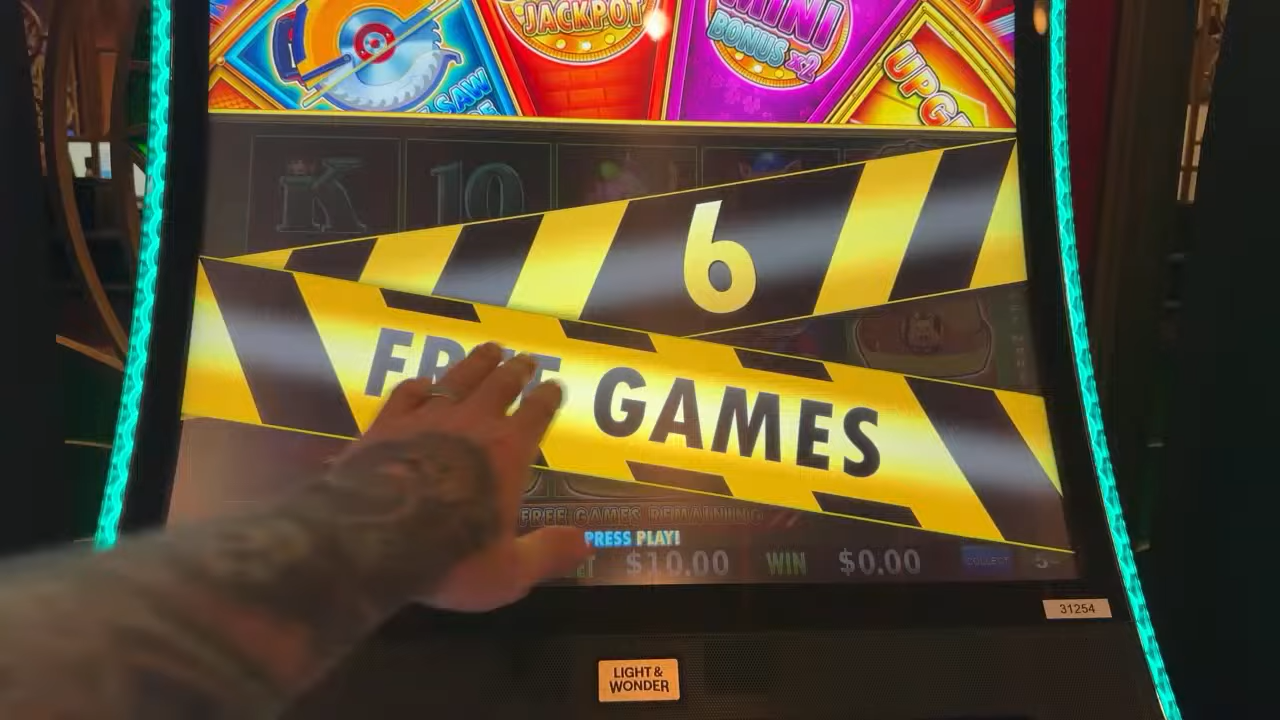 JACKPOT
MINI
BONUS x2
SAW
K
10
6
FREE GAMES
FREE GAMES REMAINING
PRESS PLAY!
$10.00
WIN
$0.00
31254
LIGHT &
WONDER